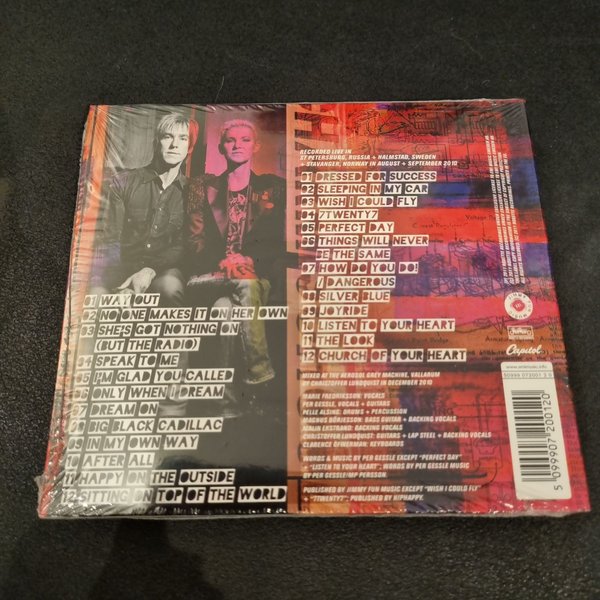 01 WAY OUT
02 NO ONE MAKES IT ON HER OWN
03 SHE'S GOT NOTHING ON
(BUT THE RADIO)
04 SPEAK TO ME
05 I'M GLAD YOU CALLED
06 ONLY WHEN I DREAM
07 DREAM ON
08 BIG BLACK CADILLAC
09 IN MY OWN WAY
10 AFTER ALL
11 HAPPY ON THE OUTSIDE
12 SITTING ON TOP OF THE WORLD
RECORDED LIVE IN
ST PETERSBURG, RUSSIA + HALMSTAD, SWEDEN
+ STAVANGER, NORWAY IN AUGUST + SEPTEMBER 2010
01 DRESSED FOR SUCCESS
02 SLEEPING IN MY CAR
03 WISH I COULD FLY
04 7TWENTY7
05 PERFECT DAY
06 THINGS WILL NEVER
BE THE SAME
07 HOW DO YOU DO!
/ DANGEROUS
08 SILVER BLUE
09 JOYRIDE
10 LISTEN TO YOUR HEART
11 THE LOOK
12 CHURCH OF YOUR HEART
MIXED AT THE AEROSOL GREY MACHINE, VALLARUM
BY CHRISTOFFER LUNDQUIST IN DECEMBER 2010
MARIE FREDRIKSSON: VOCALS
PER GESSLE: VOCALS + GUITARS
PELLE ALSING: DRUMS + PERCUSSION
MAGNUS BÖRJESON: BASS GUITAR + BACKING VOCALS
MALIN EKSTRAND: BACKING VOCALS
CHRISTOFFER LUNDQUIST: GUITARS + LAP STEEL + BACKING VOCALS
CLARENCE ÖFWERMAN: KEYBOARDS
WORDS & MUSIC BY PER GESSLE EXCEPT "PERFECT DAY"
+ "LISTEN TO YOUR HEART": WORDS BY PER GESSLE MUSIC
BY PER GESSLE/MP PERSSON.
PUBLISHED BY JIMMY FUN MUSIC EXCEPT "WISH I COULD FLY"
+ "7TWENTY7": PUBLISHED BY HIPHAPPY.
Capitol
50999 0720012 0
5 099907 200120